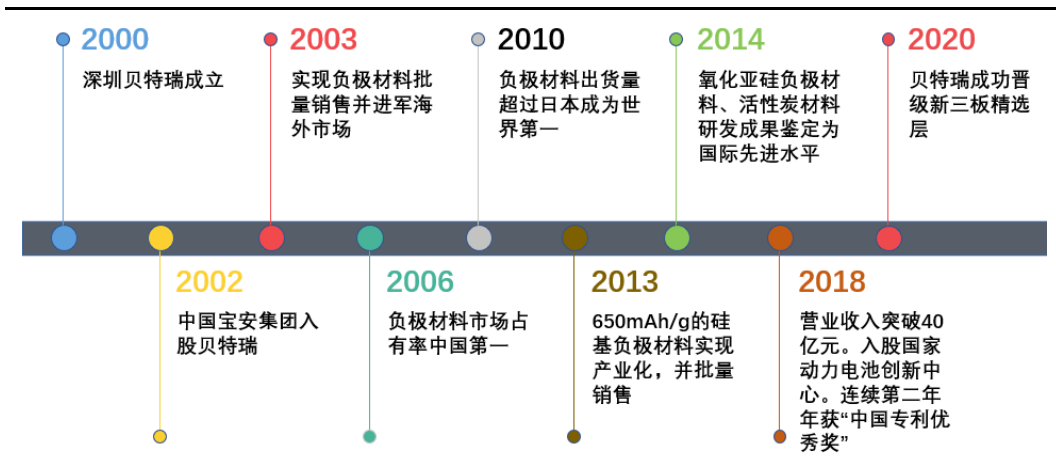 2000
深圳贝特瑞成立
2003
实现负极材料批
量销售并进军海
外市场
2010
负极材料出货量
超过日本成为世
界第一
2014
氧化亚硅负极材
料、活性炭材料
研发成果鉴定为
国际先进水平
2020
贝特瑞成功晋
级新三板精选
层
2002
中国宝安集团入
股贝特瑞
2006
负极材料市场占
有率中国第一
2013
650mAh/g的硅
基负极材料实现
产业化，并批量
销售
2018
营业收入突破40
亿元。入股国家
动力电池创新中
心。连续第二年
年获“中国专利优
秀奖”